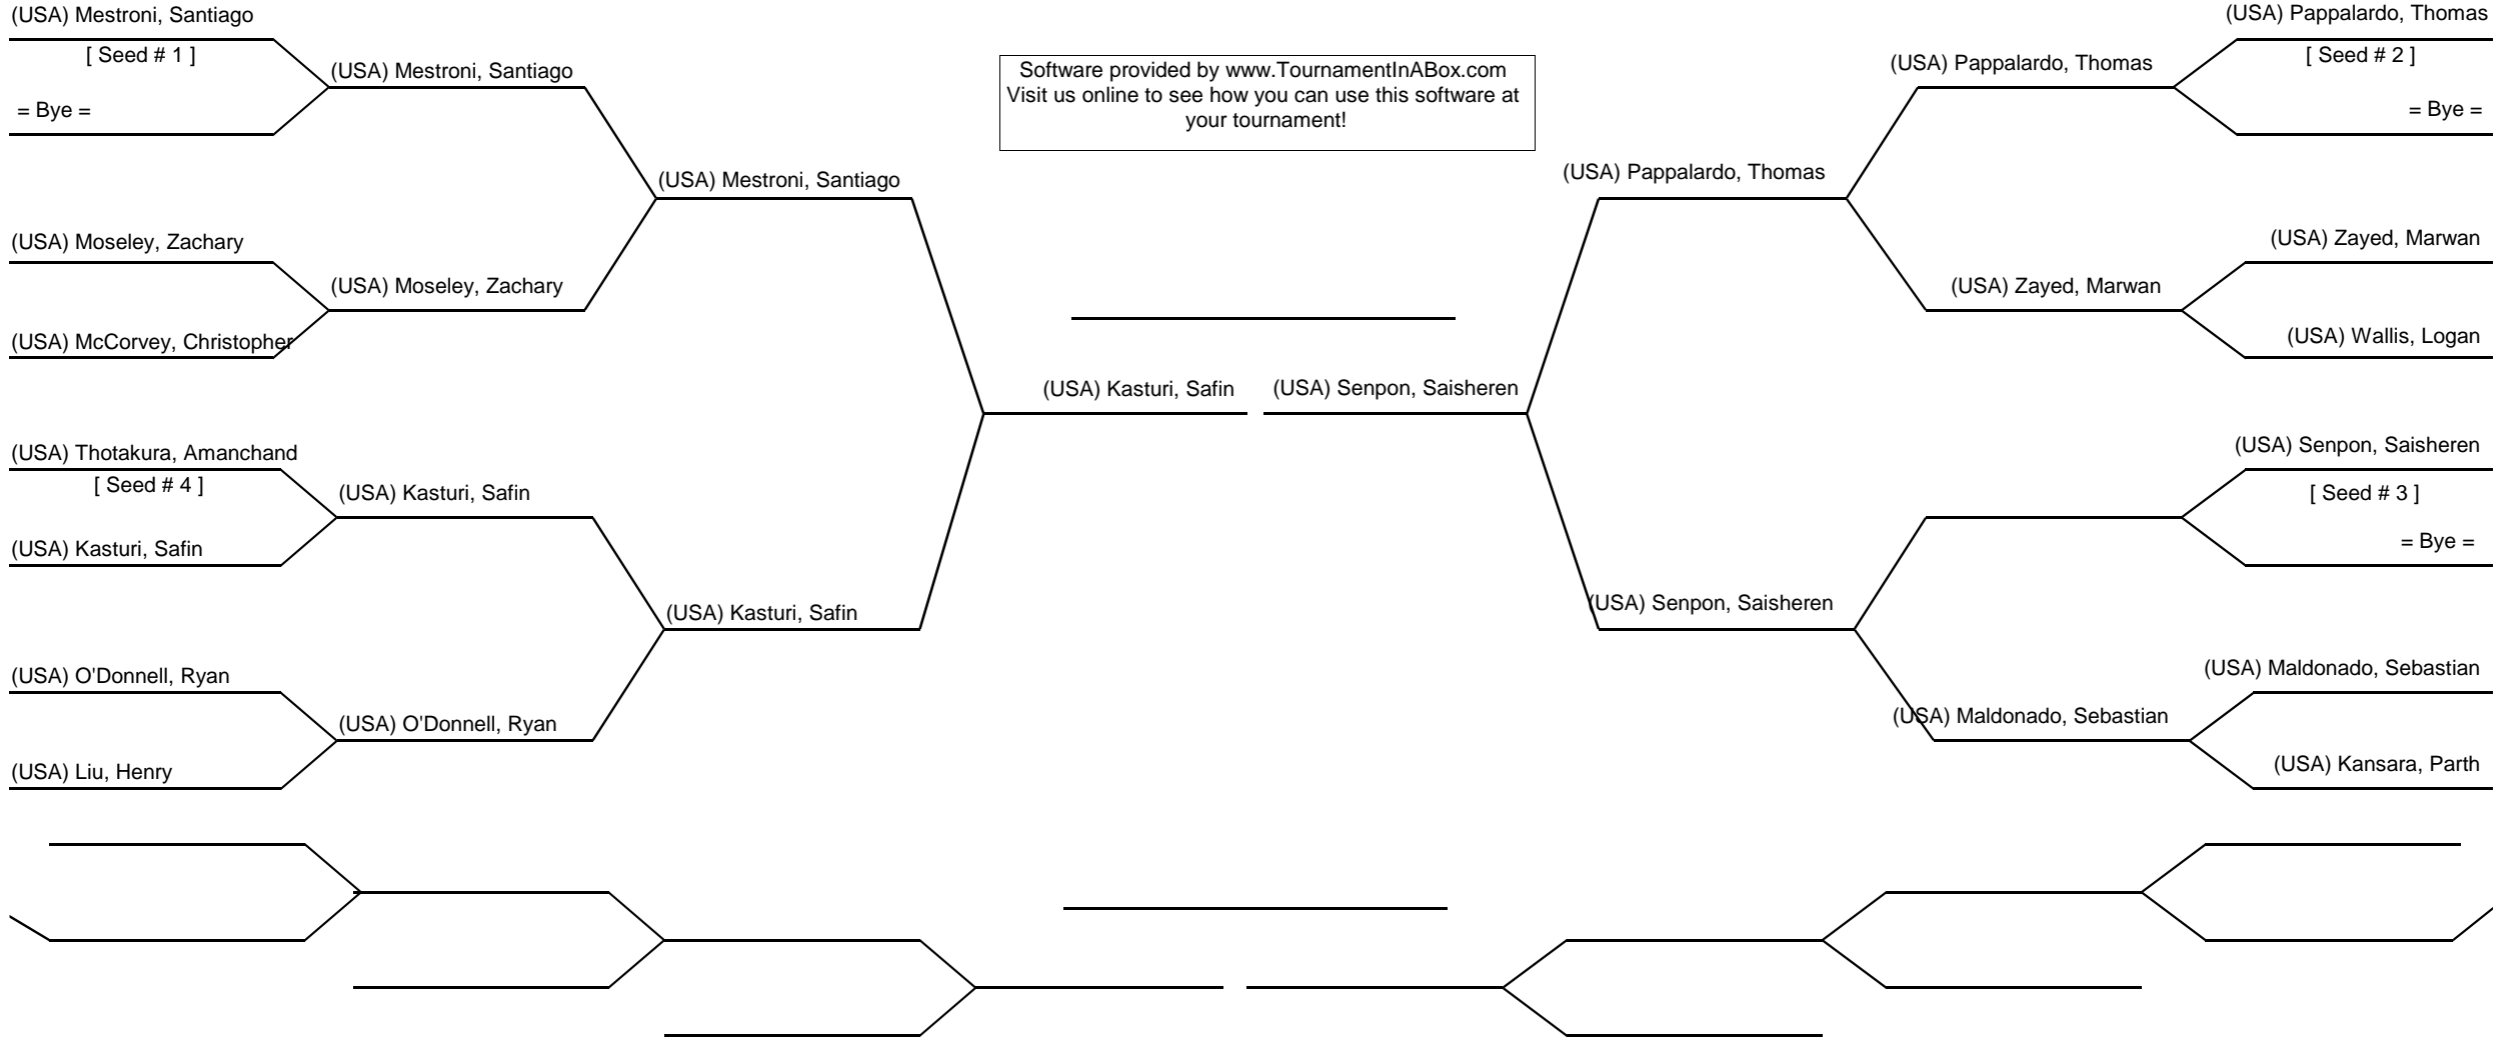 (USA) Mestroni, Santiago
[ Seed # 1 ]
= Bye =
(USA) Moseley, Zachary
(USA) McCorvey, Christopher
(USA) Thotakura, Amanchand
[ Seed # 4 ]
(USA) Kasturi, Safin
(USA) O'Donnell, Ryan
(USA) Liu, Henry
(USA) Mestroni, Santiago
(USA) Moseley, Zachary
(USA) Kasturi, Safin
(USA) O'Donnell, Ryan
(USA) Mestroni, Santiago
(USA) Kasturi, Safin
Software provided by www.TournamentInABox.com
Visit us online to see how you can use this software at
your tournament!
(USA) Kasturi, Safin
(USA) Senpon, Saisheren
(USA) Pappalardo, Thomas
(USA) Senpon, Saisheren
(USA) Pappalardo, Thomas
(USA) Zayed, Marwan
(USA) Maldonado, Sebastian
(USA) Pappalardo, Thomas
[ Seed # 2 ]
= Bye =
(USA) Zayed, Marwan
(USA) Wallis, Logan
(USA) Senpon, Saisheren
[ Seed # 3 ]
= Bye =
(USA) Maldonado, Sebastian
(USA) Kansara, Parth